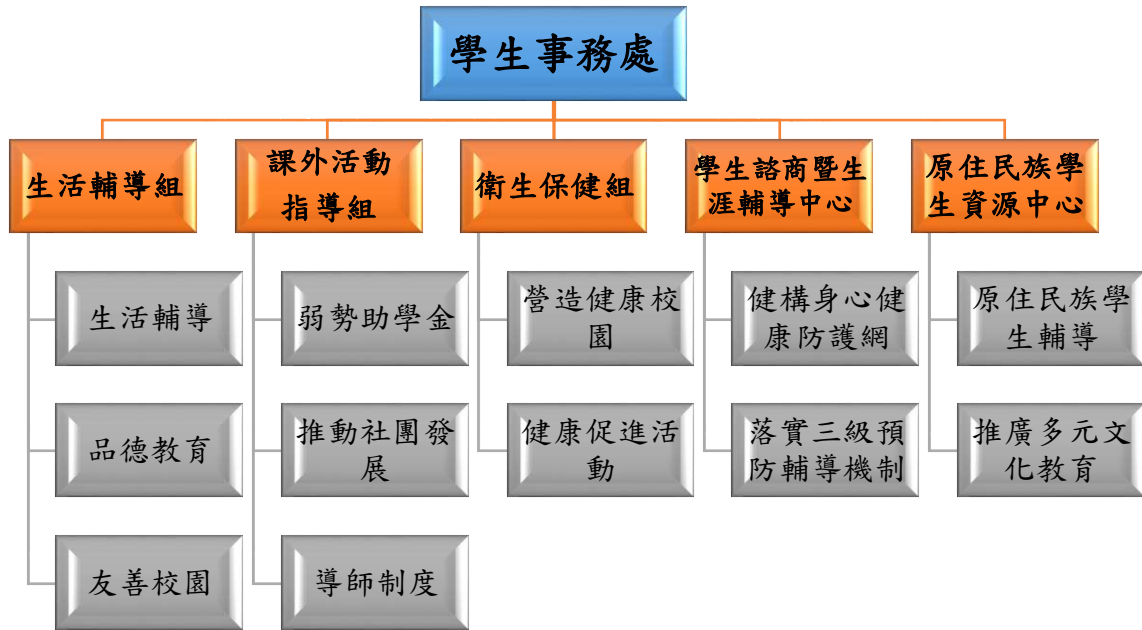 學生事務處
生活輔導組
課外活動
指導組
衛生保健組
學生諮商暨生
涯輔導中心
原住民族學
生資源中心
生活輔導
弱勢助學金
營造健康校
園
健構身心健
康防護網
原住民族學
生輔導
品德教育
推動社團發
展
健康促進活
動
落實三級預
防輔導機制
推廣多元文
化教育
友善校園
導師制度